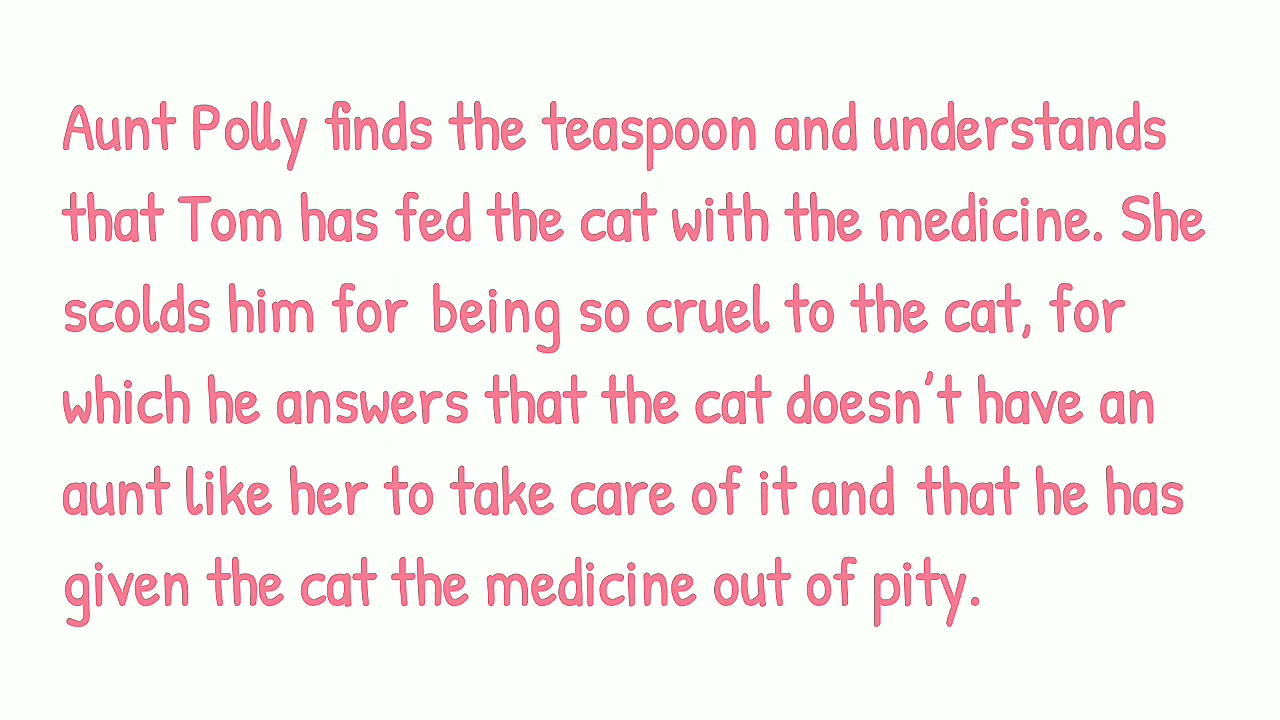 Aunt Polly finds the teaspoon and understands
that Tom has fed the cat with the medicine. She
scolds him for being so cruel to the cat, for
which he answers that the cat doesn't have an
aunt like her to take care of it and that he has
given the cat the medicine out of pity.